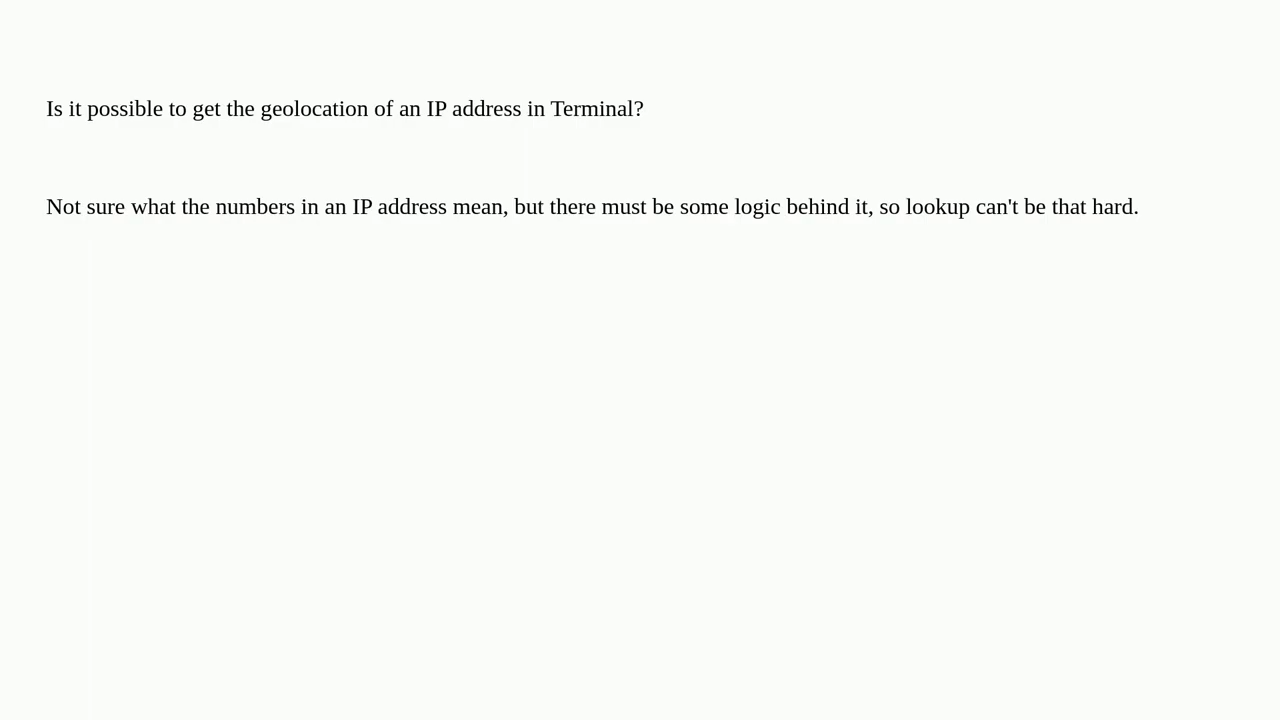 Is it possible to get the geolocation of an IP address in Terminal?
Not sure what the numbers in an IP address mean, but there must be some logic behind it, so lookup can't be that hard.